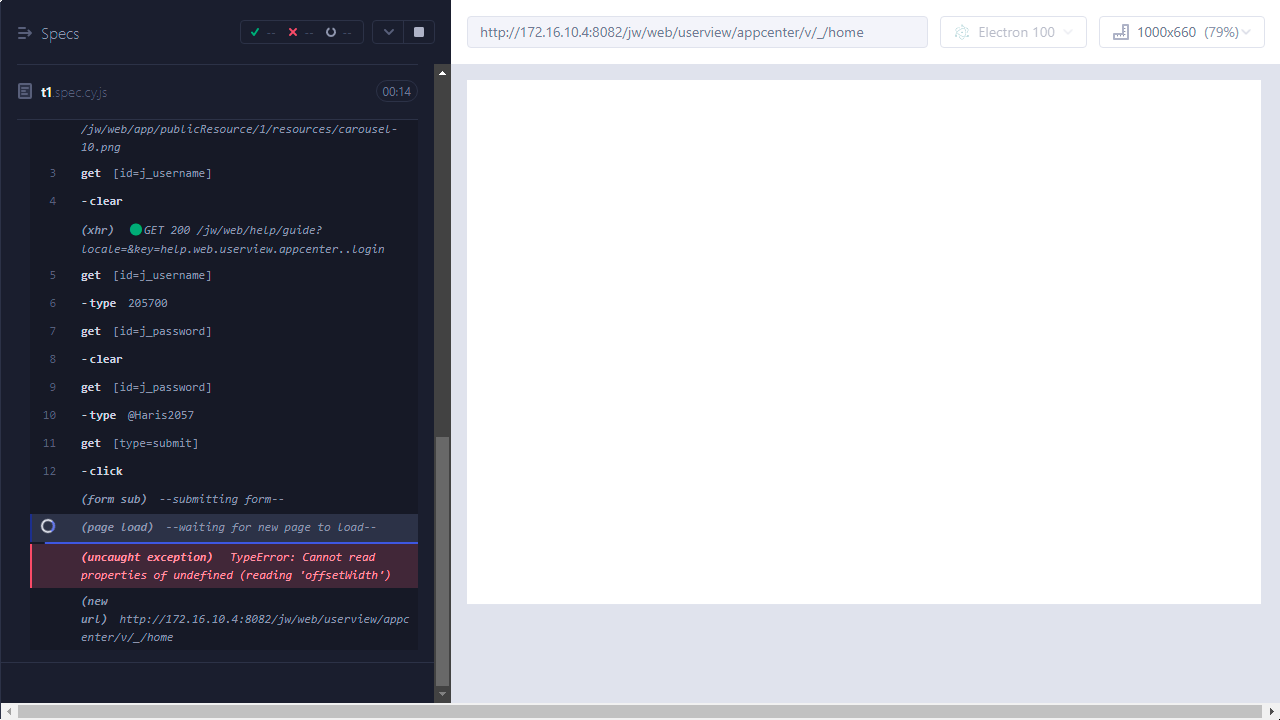 Specs
-- -- --
http://172.16.10.4:8082/jw/web/userview/appcenter/v/_/home
Electron 100
1000x660 (79%)
t1.spec.cy.js
00:14
/jw/web/app/publicResource/1/resources/carousel-
10.png
3 get [id=j_username]
4 -clear
(xhr) GET 200 /jw/web/help/guide?
locale=&key=help.web.userview.appcenter..login
5 get [id=j_username]
6 -type 205700
7 get [id=j_password]
8 -clear
9 get [id=j_password]
10 -type @Haris2057
11 get [type=submit]
12 -click
(form sub) --submitting form--
(page load) --waiting for new page to load--
(uncaught exception) TypeError: Cannot read
properties of undefined (reading 'offsetWidth')
(new
url) http://172.16.10.4:8082/jw/web/userview/appc
enter/v/_/home